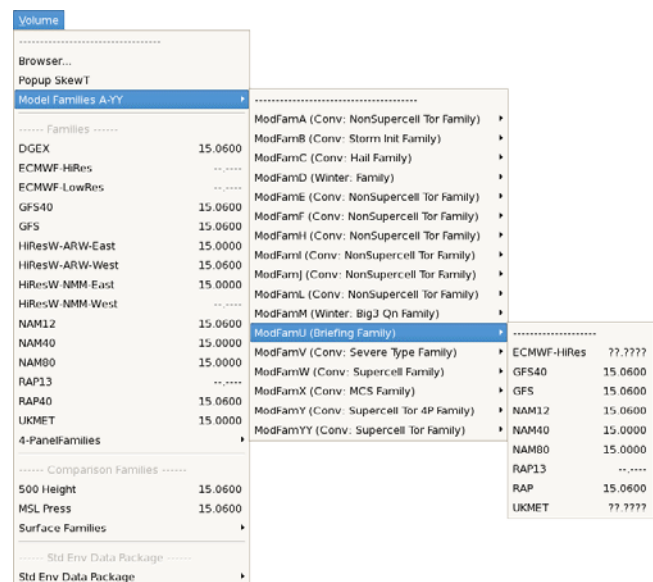 Volume
---------------------------------
Browser...
Popup SkewT
Model Families A-YY
------ Families ------
DGEX 15.0600
ECMWF-HiRes --.----
ECMWF-LowRes --.----
GFS40 15.0600
GFS 15.0600
HiResW-ARW-East 15.0000
HiResW-ARW-West 15.0600
HiResW-NMM-East 15.0000
HiResW-NMM-West --.----
NAM12 15.0600
NAM40 15.0000
NAM80 15.0000
RAP13 --.----
RAP40 15.0600
UKMET 15.0000
4-PanelFamilies
------ Comparison Families ------
500 Height 15.0600
MSL Press 15.0600
Surface Families
------ Std Env Data Package ------
Std Env Data Package
--------------------------------------
ModFamA (Conv: NonSupercell Tor Family)
ModFamB (Conv: Storm Init Family)
ModFamC (Conv: Hail Family)
ModFamD (Winter: Family)
ModFamE (Conv: NonSupercell Tor Family)
ModFamF (Conv: NonSupercell Tor Family)
ModFamH (Conv: NonSupercell Tor Family)
ModFamI (Conv: NonSupercell Tor Family)
ModFamJ (Conv: NonSupercell Tor Family)
ModFamL (Conv: NonSupercell Tor Family)
ModFamM (Winter: Big3 Qn Family)
ModFamU (Briefing Family)
ModFamV (Conv: Severe Type Family)
ModFamW (Conv: Supercell Family)
ModFamX (Conv: MCS Family)
ModFamY (Conv: Supercell Tor 4P Family)
ModFamYY (Conv: Supercell Tor Family)
--------------------
ECMWF-HiRes ??.????
GFS40 15.0600
GFS 15.0600
NAM12 15.0600
NAM40 15.0000
NAM80 15.0000
RAP13 --.----
RAP 15.0600
UKMET ??.????